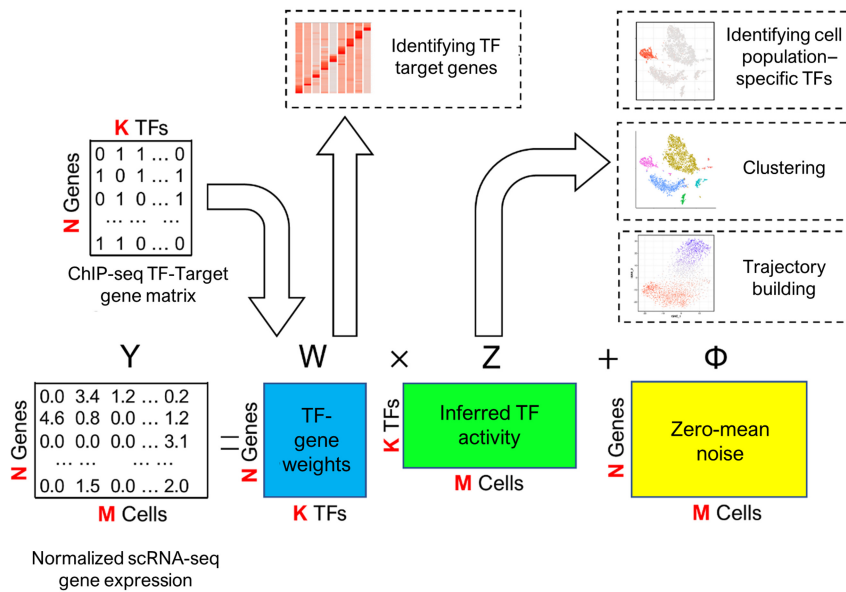 Identifying TF
target genes
Identifying cell
population–
specific TFs
Clustering
Trajectory
building
K TFs
N Genes
0 1 1 ... 0
1 0 1 ... 1
0 1 0 ... 1
... ... ...
1 1 0 ... 0
ChIP-seq TF-Target
gene matrix
Y
W
×
Z
+
Φ
N Genes
0.0 3.4 1.2 ... 0.2
4.6 0.8 0.0 ... 1.2
0.0 0.0 0.0 ... 3.1
... ... ... ...
0.0 1.5 0.0 ... 2.0
M Cells
Normalized scRNA-seq
gene expression
=
N Genes
TF-
gene
weights
K TFs
K TFs
Inferred TF
activity
M Cells
N Genes
Zero-mean
noise
M Cells